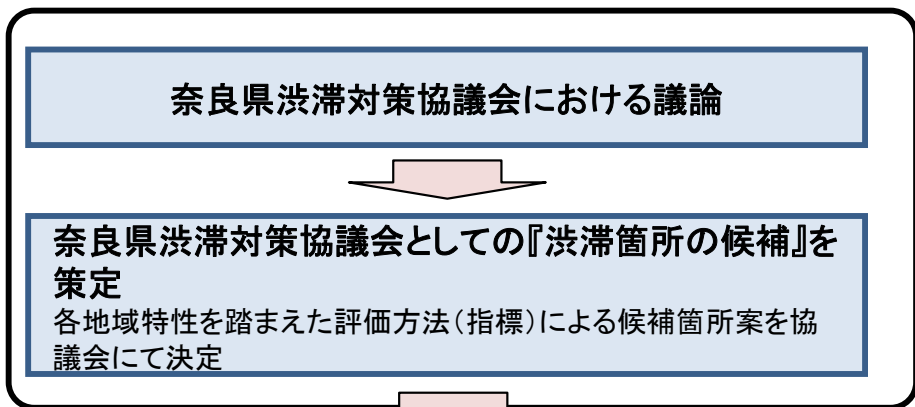 奈良県渋滞対策協議会における議論
奈良県渋滞対策協議会としての『渋滞箇所の候補』を
策定
各地域特性を踏まえた評価方法（指標）による候補箇所案を協
議会にて決定